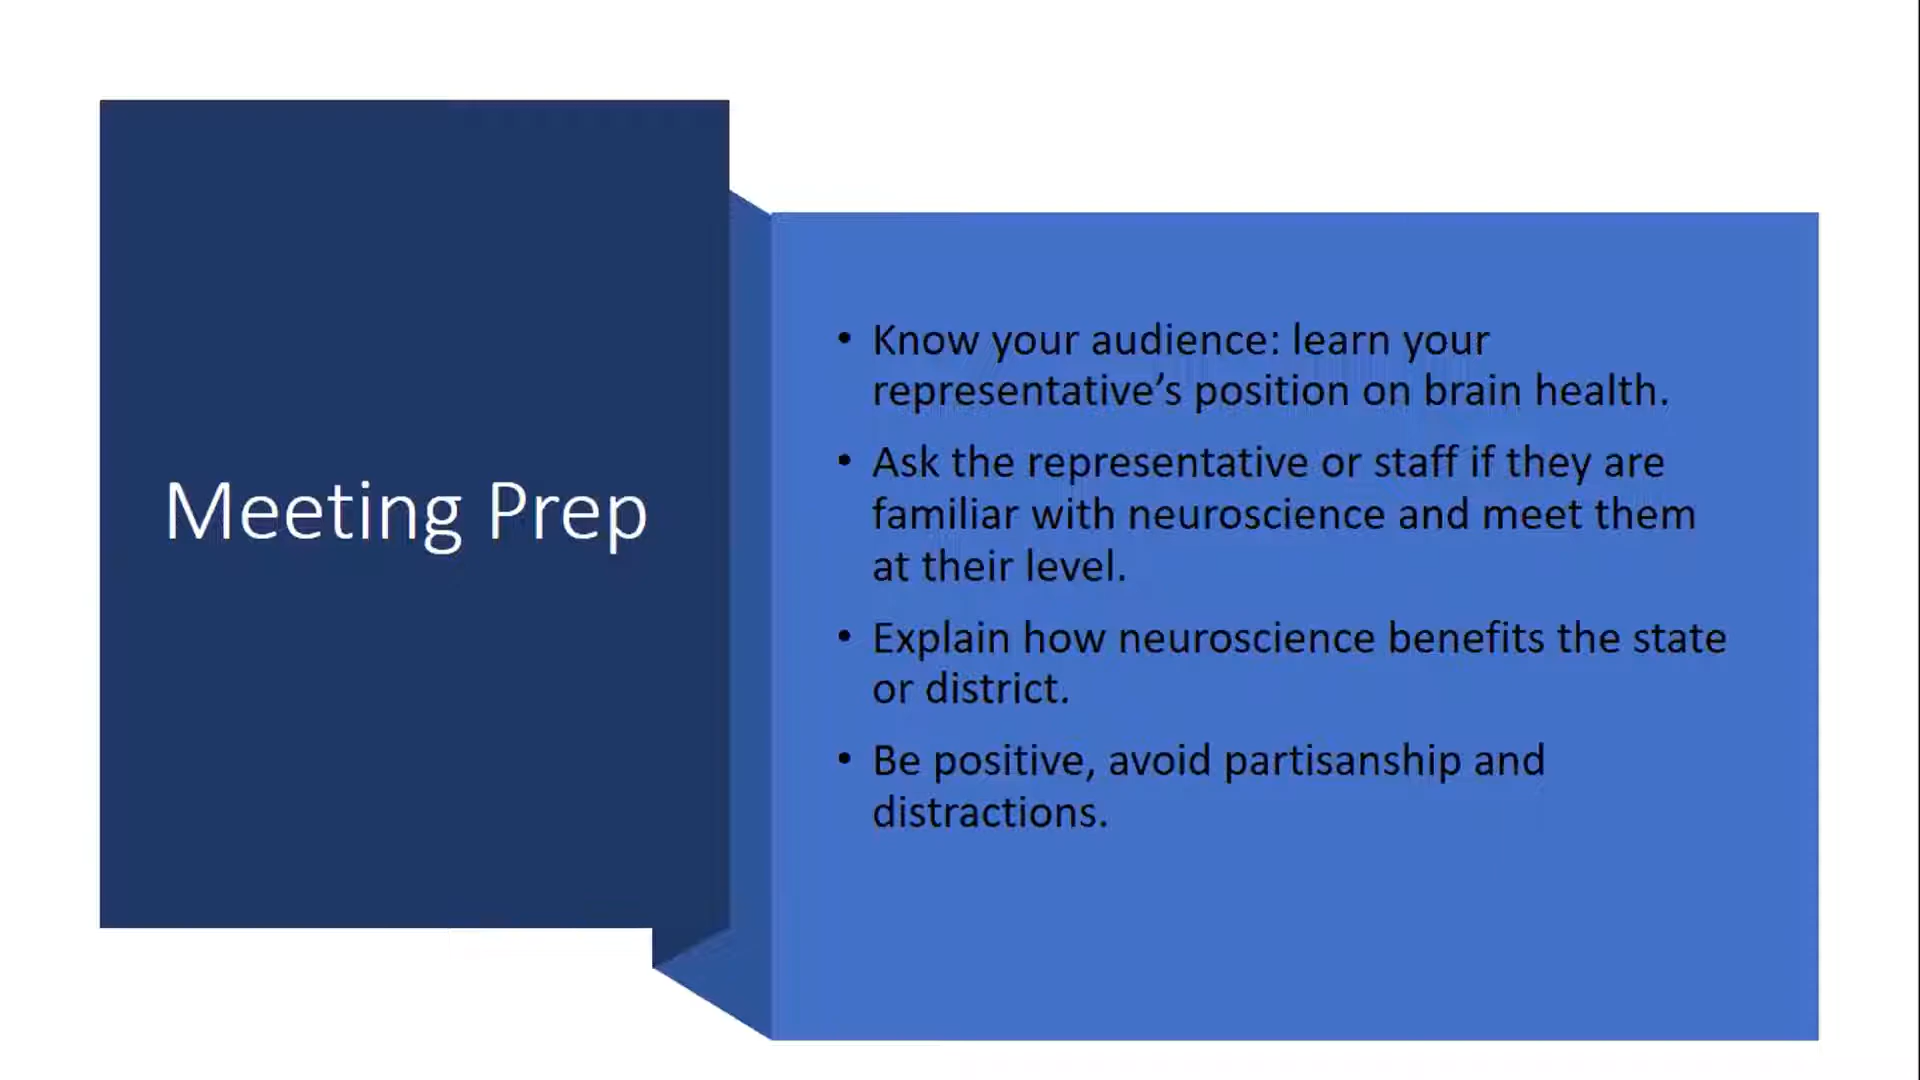 Meeting Prep
• Know your audience: learn your
representative’s position on brain health.
• Ask the representative or staff if they are
familiar with neuroscience and meet them
at their level.
• Explain how neuroscience benefits the state
or district.
• Be positive, avoid partisanship and
distractions.